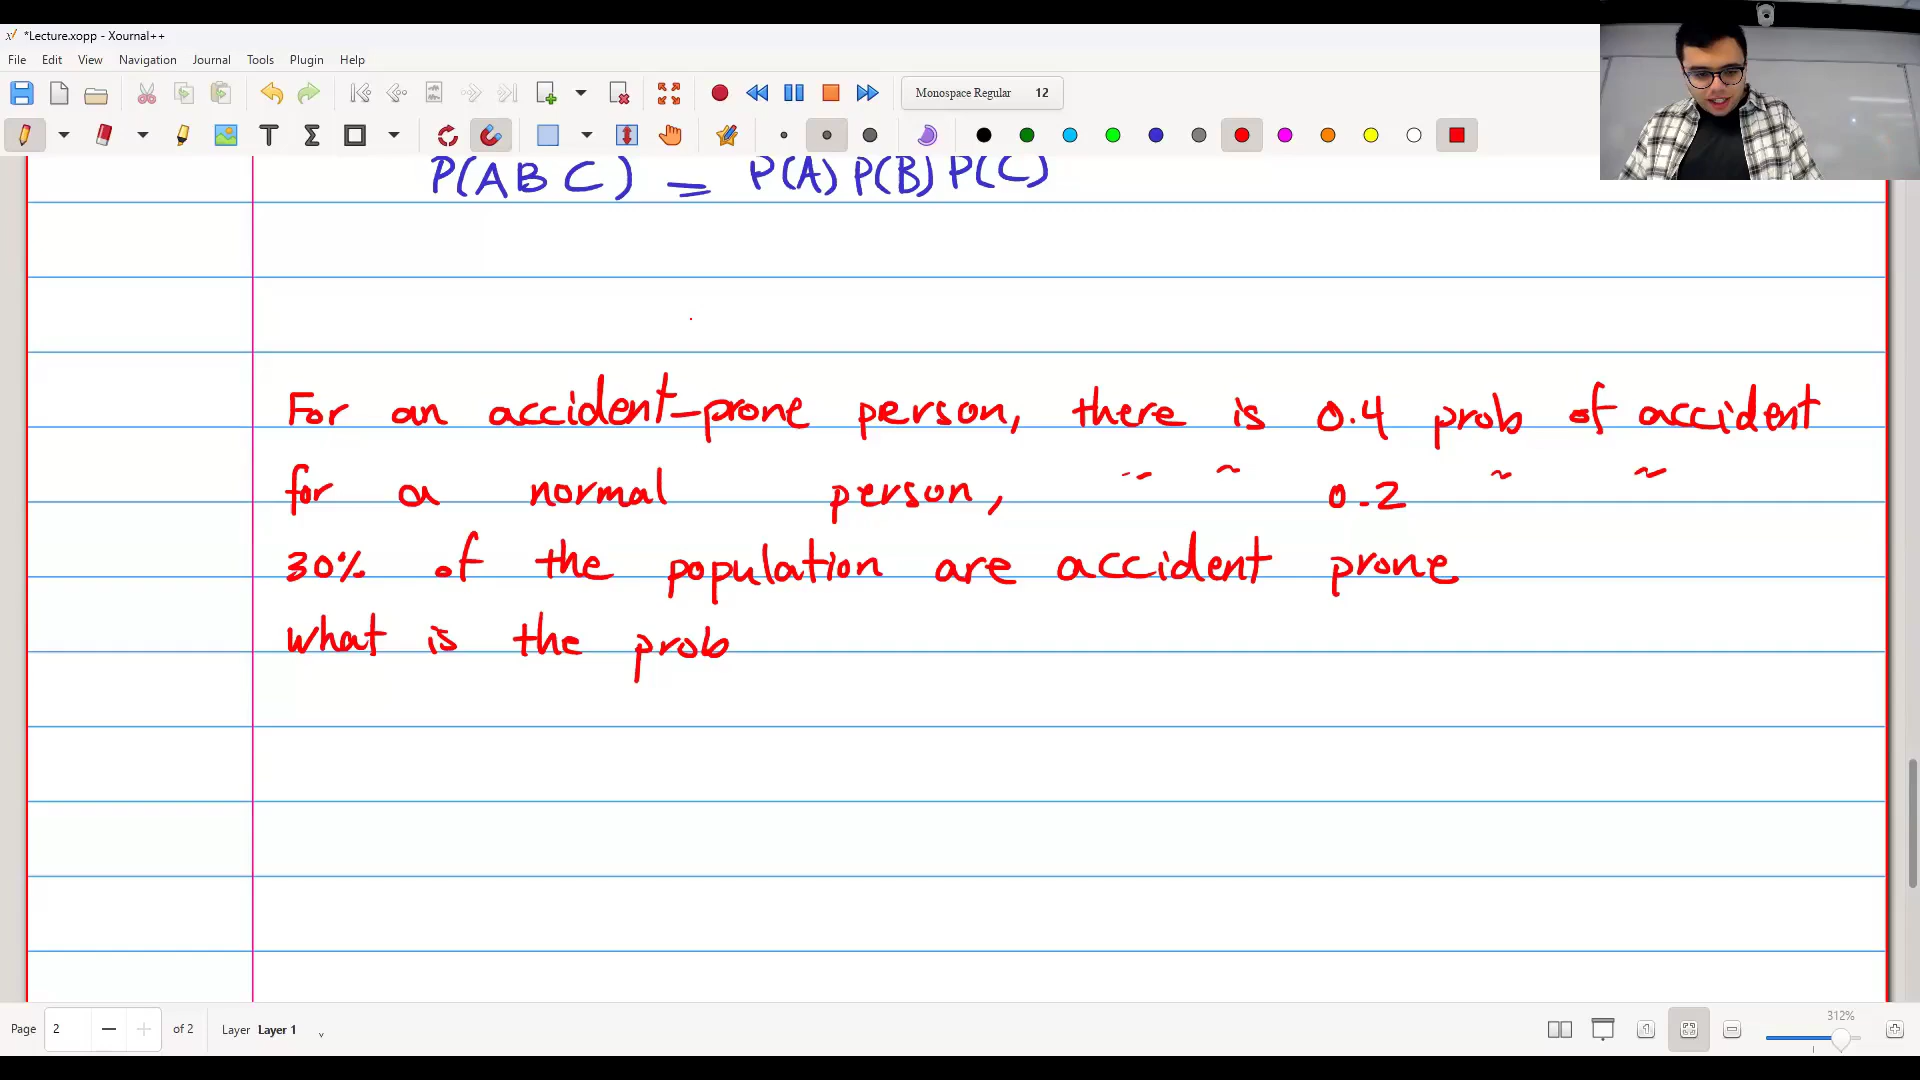 *Lecture.xopp - Xournal++
File Edit View Navigation Journal Tools Plugin Help
Monospace Regular 12
P(ABC) = P(A) P(B) P(C)
For an accident-prone person, there is 0.4 prob of accident
for a normal person, " ~ 0.2 ~ ~
30% of the population are accident prone
what is the prob
Page 2 of 2 Layer Layer 1
312%